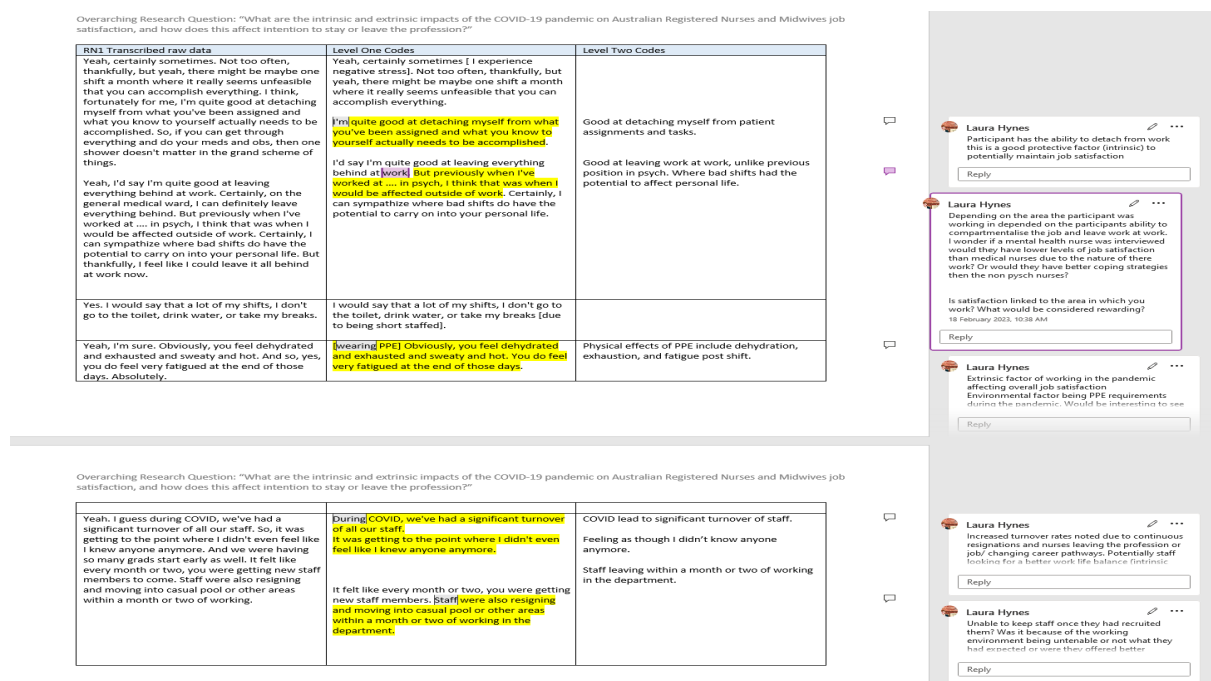 Overarching Research Question: “What are the intrinsic and extrinsic impacts of the COVID-19 pandemic on Australian Registered Nurses and Midwives job
satisfaction, and how does this affect intention to stay or leave the profession?”
RN1 Transcribed raw data
Yeah, certainly sometimes. Not too often,
thankfully, but yeah, there might be maybe one
shift a month where it really seems unfeasible
that you can accomplish everything. I think,
fortunately for me, I'm quite good at detaching
myself from what you've been assigned and
what you know to yourself actually needs to be
accomplished. So, if you can get through
everything and do your meds and obs, then one
shower doesn't matter in the grand scheme of
things.
Yeah, I'd say I'm quite good at leaving
everything behind. Certainly, on the
general medical ward, I can definitely leave
everything behind. But previously when I've
worked at .... in psych, I think that was when I
would be affected outside of work. Certainly, I
can sympathize where bad shifts do have the
potential to carry on into your personal life. But
thankfully, I feel like I could leave it all behind
at work now.
Level One Codes
Yeah, certainly sometimes [ I experience
negative stress]. Not too often, thankfully, but
yeah, there might be maybe one shift a month
where it really seems unfeasible that you can
accomplish everything.
I'm quite good at detaching myself from what
you've been assigned and what you know to
yourself actually needs to be accomplished.
I'd say I'm quite good at leaving everything
behind at work. But previously when I've
worked at .... in psych, I think that was when I
would be affected outside of work. Certainly, I
can sympathize where bad shifts do have the
potential to carry on into your personal life.
Level Two Codes
Good at detaching myself from patient
assignments and tasks.
Good at leaving work at work, unlike previous
position in psych. Where bad shifts had the
potential to affect personal life.
Yes. I would say that a lot of my shifts, I don't
go to the toilet, drink water, or take my breaks.
I would say that a lot of my shifts, I don't go to
the toilet, drink water, or take my breaks [due
to being short staffed].
Yeah, I'm sure. Obviously, you feel dehydrated
and exhausted and sweaty and hot. And so, yes,
you do feel very fatigued at the end of those
days. Absolutely.
[wearing PPE] Obviously, you feel dehydrated
and exhausted and sweaty and hot. You do feel
very fatigued at the end of those days.
Physical effects of PPE include dehydration,
exhaustion, and fatigue post shift.
Laura Hynes
Participant has the ability to detach from work
this is a good protective factor (intrinsic) to
potentially maintain job satisfaction
Reply
Laura Hynes
Depending on the area the participant was
working in depended on the participants ability to
compartmentalise the job and leave work at work.
I wonder if a mental health nurse was interviewed
would they have lower levels of job satisfaction
than medical nurses due to the nature of there
work? Or would they have better coping strategies
then the non pysch nurses?
Is satisfaction linked to the area in which you
work? What would be considered rewarding?
18 February 2023, 10:38 AM
Reply
Laura Hynes
Extrinsic factor of working in the pandemic
affecting overall job satisfaction
Environmental factor being PPE requirements
during the pandemic. Would be interesting to see
Reply
Overarching Research Question: “What are the intrinsic and extrinsic impacts of the COVID-19 pandemic on Australian Registered Nurses and Midwives job
satisfaction, and how does this affect intention to stay or leave the profession?”
Yeah. I guess during COVID, we've had a
significant turnover of all our staff. So, it was
getting to the point where I didn't even feel like
I knew anyone anymore. And we were having
so many grads start early as well. It felt like
every month or two, you were getting new staff
members to come. Staff were also resigning
and moving into casual pool or other areas
within a month or two of working.
During COVID, we've had a significant turnover
of all our staff.
It was getting to the point where I didn't even
feel like I knew anyone anymore.
It felt like every month or two, you were getting
new staff members. Staff were also resigning
and moving into casual pool or other areas
within a month or two of working in the
department.
COVID lead to significant turnover of staff.
Feeling as though I didn’t know anyone
anymore.
Staff leaving within a month or two of working
in the department.
Laura Hynes
Increased turnover rates noted due to continuous
resignations and nurses leaving the profession or
job/ changing career pathways. Potentially staff
looking for a better work life balance (intrinsic
Reply
Laura Hynes
Unable to keep staff once they had recruited
them? Was it because of the working
environment being untenable or not what they
had expected or were they offered better
Reply